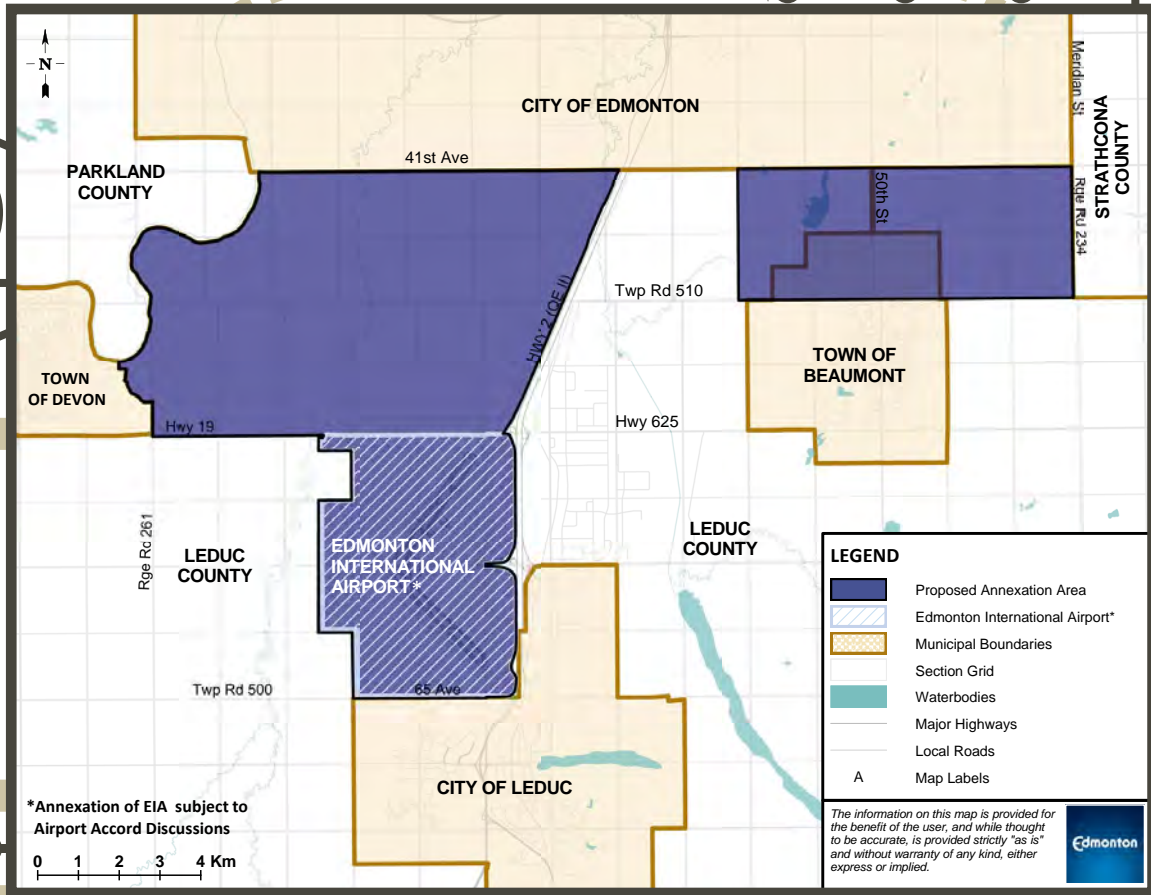 N
CITY OF EDMONTON
Meridian St
STRATHCONA
COUNTY
41st Ave
PARKLAND
COUNTY
50th St
Rge Rd 234
Twp Rd 510
HWY 2 (QE II)
TOWN OF
BEAUMONT
TOWN
OF DEVON
Hwy 19
Hwy 625
Rge Rd 261
LEDUC
COUNTY
EDMONTON
INTERNATIONAL
AIRPORT*
LEDUC
COUNTY
Twp Rd 500
65 Ave
CITY OF LEDUC
*Annexation of EIA subject to
Airport Accord Discussions
0 1 2 3 4 Km
LEGEND
Proposed Annexation Area
Edmonton International Airport*
Municipal Boundaries
Section Grid
Waterbodies
Major Highways
Local Roads
A Map Labels
The information on this map is provided for
the benefit of the user, and while thought
to be accurate, is provided strictly "as is"
and without warranty of any kind, either
express or implied.
Edmonton